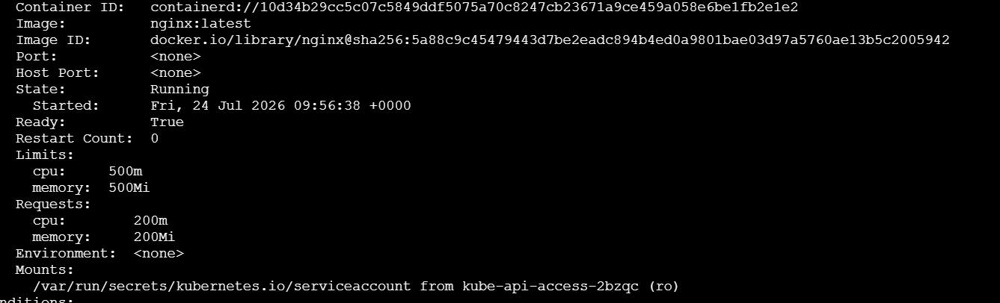 Container ID:   containerd://10d34b29cc5c07c5849ddf5075a70c8247cb23671a9ce459a058e6be1fb2e1e2
Image:          nginx:latest
Image ID:       docker.io/library/nginx@sha256:5a88c9c45479443d7be2eadc894b4ed0a9801bae03d97a5760ae13b5c2005942
Port:           <none>
Host Port:      <none>
State:          Running
  Started:      Fri, 24 Jul 2026 09:56:38 +0000
Ready:          True
Restart Count:  0
Limits:
  cpu:     500m
  memory:  500Mi
Requests:
  cpu:        200m
  memory:     200Mi
Environment:  <none>
Mounts:
  /var/run/secrets/kubernetes.io/serviceaccount from kube-api-access-2bzqc (ro)
nditions: